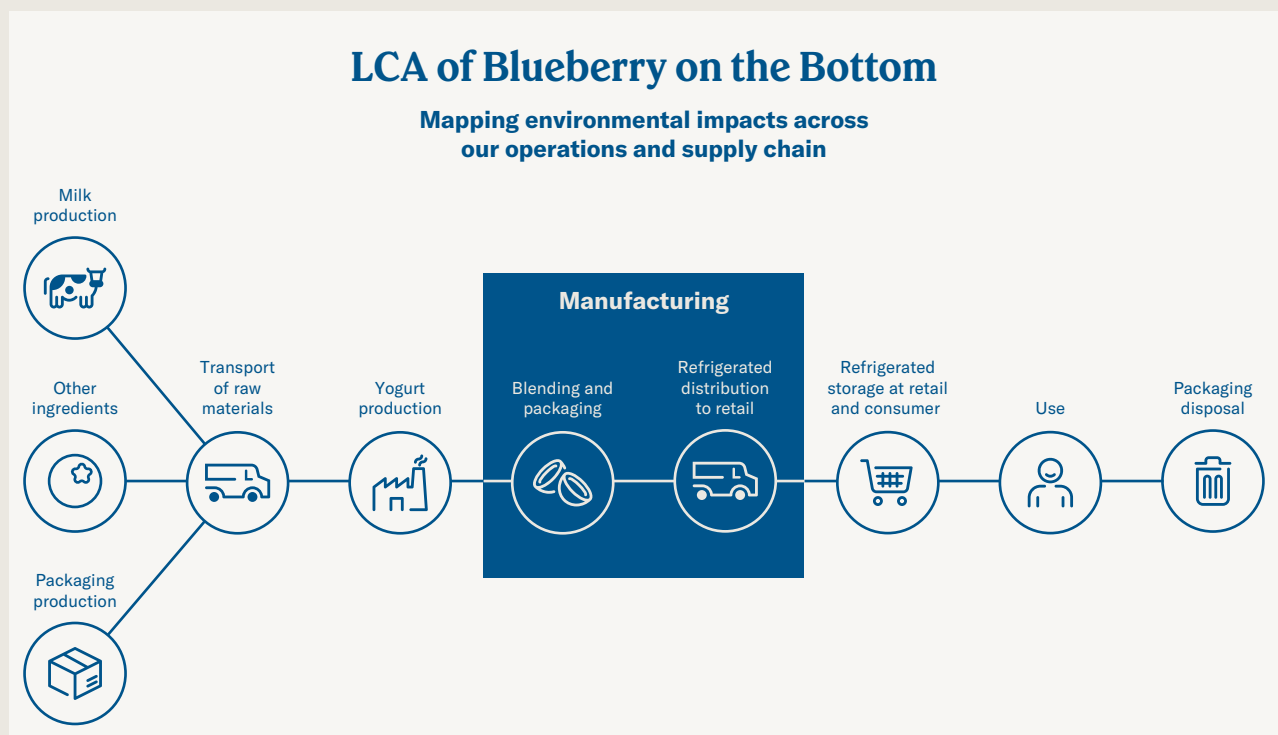 LCA of Blueberry on the Bottom
Mapping environmental impacts across
our operations and supply chain
Milk
production
Other
ingredients
Packaging
production
Transport
of raw
materials
Yogurt
production
Manufacturing
Blending and
packaging
Refrigerated
distribution
to retail
Refrigerated
storage at retail
and consumer
Use
Packaging
disposal